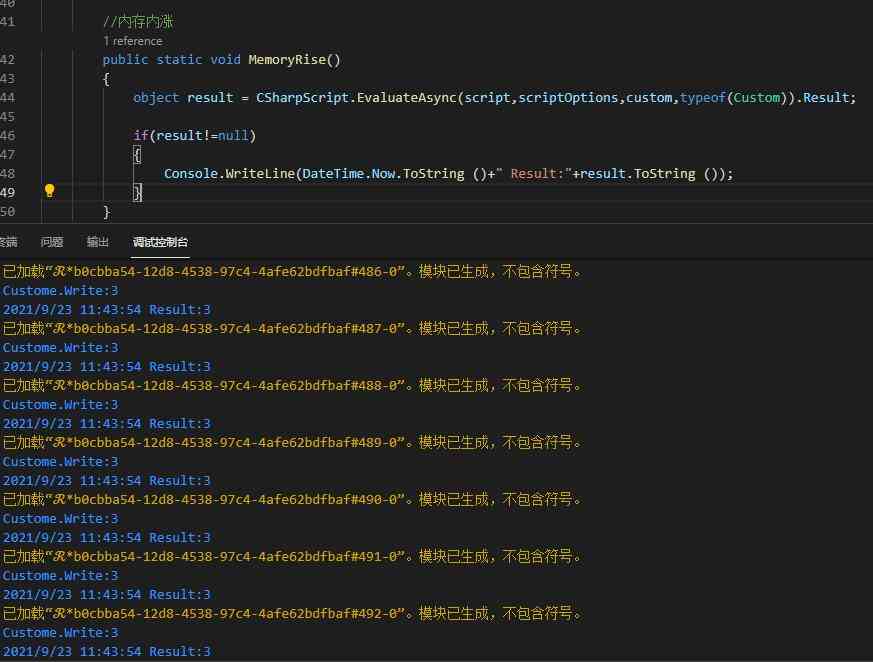 40
41 //内存内涨
1 reference
42 public static void MemoryRise()
43 {
44 object result = CSharpScript.EvaluateAsync(script,scriptOptions,custom,typeof(Custom)).Result;
45
46 if(result!=null)
47 {
48 Console.WriteLine(DateTime.Now.ToString ()+" Result:"+result.ToString ());
49 }
50 }
终端 问题 输出 调试控制台
已加载“ℛ*b0cbba54-12d8-4538-97c4-4afe62bdfbaf#486-0”。模块已生成，不包含符号。
Custome.Write:3
2021/9/23 11:43:54 Result:3
已加载“ℛ*b0cbba54-12d8-4538-97c4-4afe62bdfbaf#487-0”。模块已生成，不包含符号。
Custome.Write:3
2021/9/23 11:43:54 Result:3
已加载“ℛ*b0cbba54-12d8-4538-97c4-4afe62bdfbaf#488-0”。模块已生成，不包含符号。
Custome.Write:3
2021/9/23 11:43:54 Result:3
已加载“ℛ*b0cbba54-12d8-4538-97c4-4afe62bdfbaf#489-0”。模块已生成，不包含符号。
Custome.Write:3
2021/9/23 11:43:54 Result:3
已加载“ℛ*b0cbba54-12d8-4538-97c4-4afe62bdfbaf#490-0”。模块已生成，不包含符号。
Custome.Write:3
2021/9/23 11:43:54 Result:3
已加载“ℛ*b0cbba54-12d8-4538-97c4-4afe62bdfbaf#491-0”。模块已生成，不包含符号。
Custome.Write:3
2021/9/23 11:43:54 Result:3
已加载“ℛ*b0cbba54-12d8-4538-97c4-4afe62bdfbaf#492-0”。模块已生成，不包含符号。
Custome.Write:3
2021/9/23 11:43:54 Result:3